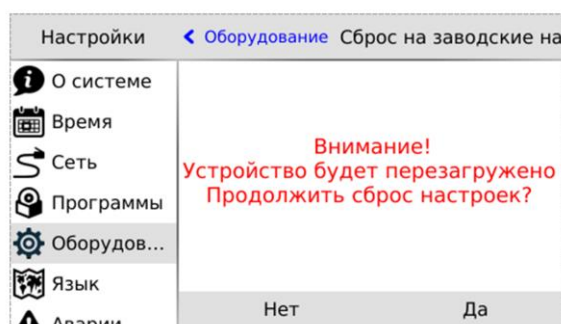 Настройки
Оборудование Сброс на заводские на
О системе
Время
Сеть
Программы
Оборудов...
Язык
Аварии
Внимание!
Устройство будет перезагружено
Продолжить сброс настроек?
Нет
Да